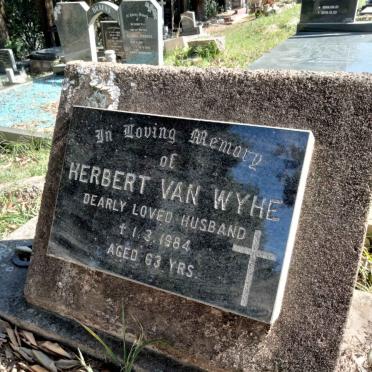 In Loving Memory
of
HERBERT VAN WYHE
DEARLY LOVED HUSBAND
† 1.3.1984
AGED 63 YRS.